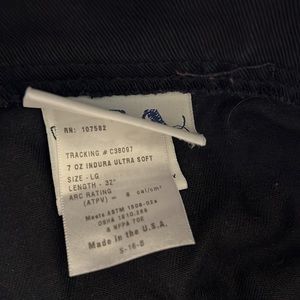 RN: 107582
TRACKING # C38097
7 OZ INDURA ULTRA SOFT
SIZE - LG
LENGTH - 32"
ARC RATING
(ATPV) = 8 cal/cm²
Meets ASTM 1506-02a
OSHA 1910.269
& NFPA 70E
Made in the U.S.A.
5-16-8